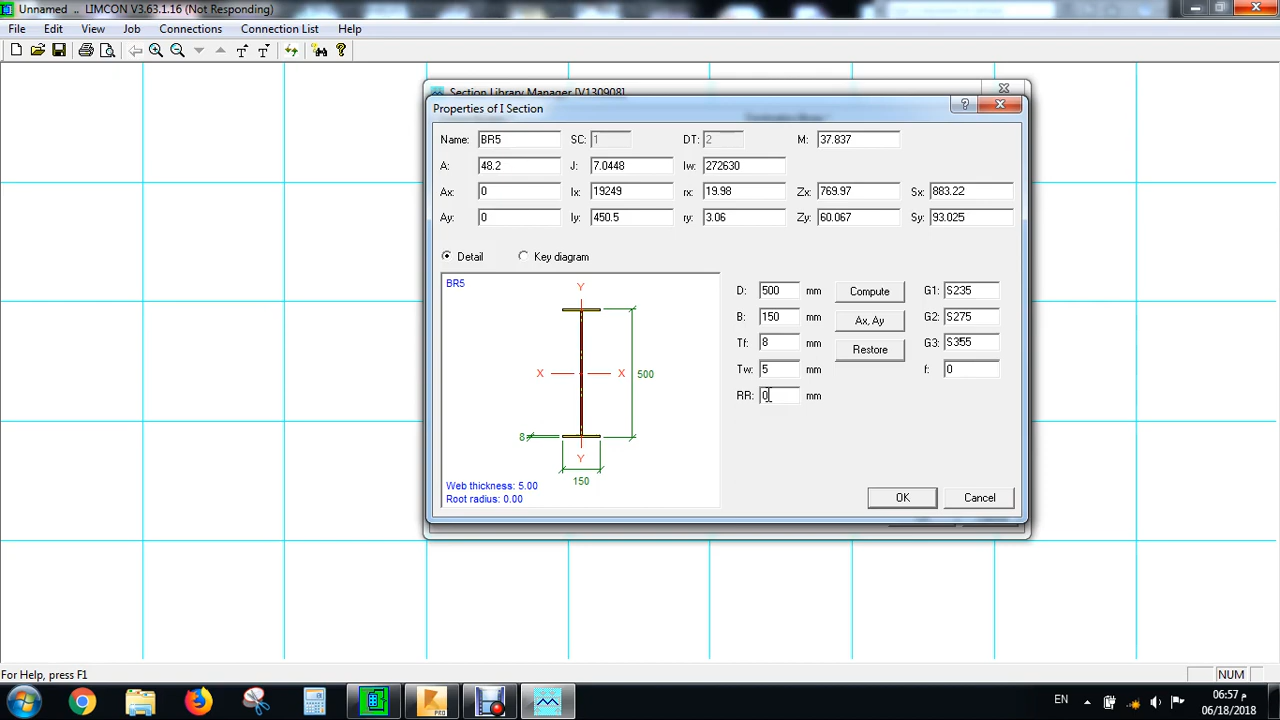 Unnamed .. LIMCON V3.63.1.16 (Not Responding)
File Edit View Job Connections Connection List Help
Section Library Manager [V130908]
Properties of I Section
Name: BR5 SC: 1 DT: 2 M: 37.837
A: 48.2 J: 7.0448 Iw: 272630
Ax: 0 Ix: 19249 rx: 19.98 Zx: 769.97 Sx: 883.22
Ay: 0 Iy: 450.5 ry: 3.06 Zy: 60.067 Sy: 93.025
Detail Key diagram
BR5
Y
X X
500
8
Y
150
Web thickness: 5.00
Root radius: 0.00
D: 500 mm Compute G1: S235
B: 150 mm Ax, Ay G2: S275
Tf: 8 mm Restore G3: S355
Tw: 5 mm f: 0
RR: 0 mm
OK Cancel
For Help, press F1
NUM
PRO
EN
06:57 م
06/18/2018